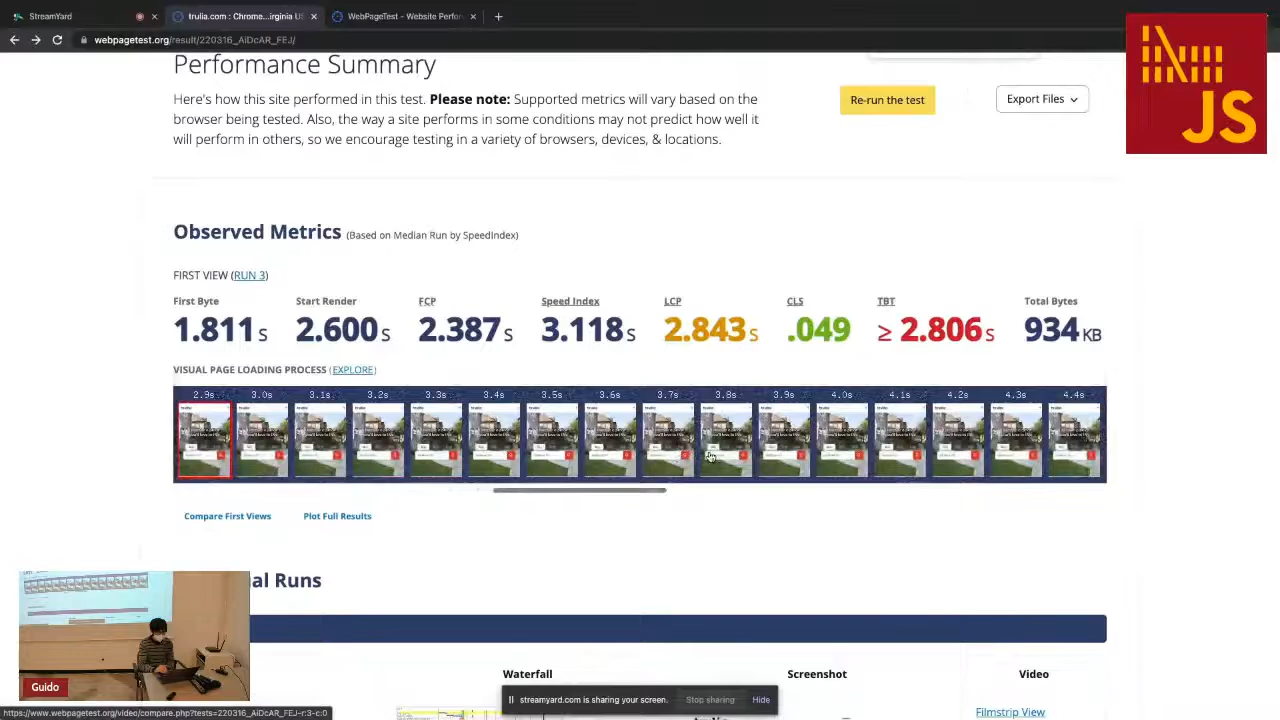 StreamYard
trulia.com : Chrome...irginia US
WebPageTest - Website Perfor
webpagetest.org/result/220316_AiDcAR_FEJ/
JS
Performance Summary
Here's how this site performed in this test. Please note: Supported metrics will vary based on the
browser being tested. Also, the way a site performs in some conditions may not predict how well it
will perform in others, so we encourage testing in a variety of browsers, devices, & locations.
Re-run the test
Export Files
Observed Metrics (Based on Median Run by SpeedIndex)
FIRST VIEW (RUN 3)
First Byte Start Render FCP Speed Index LCP CLS TBT Total Bytes
1.811 S 2.600 S 2.387 S 3.118 S 2.843 S .049 ≥ 2.806 S 934 KB
VISUAL PAGE LOADING PROCESS (EXPLORE)
2.9s 3.0s 3.1s 3.2s 3.3s 3.4s 3.5s 3.6s 3.7s 3.8s 3.9s 4.0s 4.1s 4.2s 4.3s 4.4s
Compare First Views Plot Full Results
al Runs
Waterfall Screenshot Video
Guido
streamyard.com is sharing your screen. Stop sharing Hide
Filmstrip View
https://www.webpagetest.org/video/compare.php?tests=220316_AiDcAR_FEJ-r:3-c:0